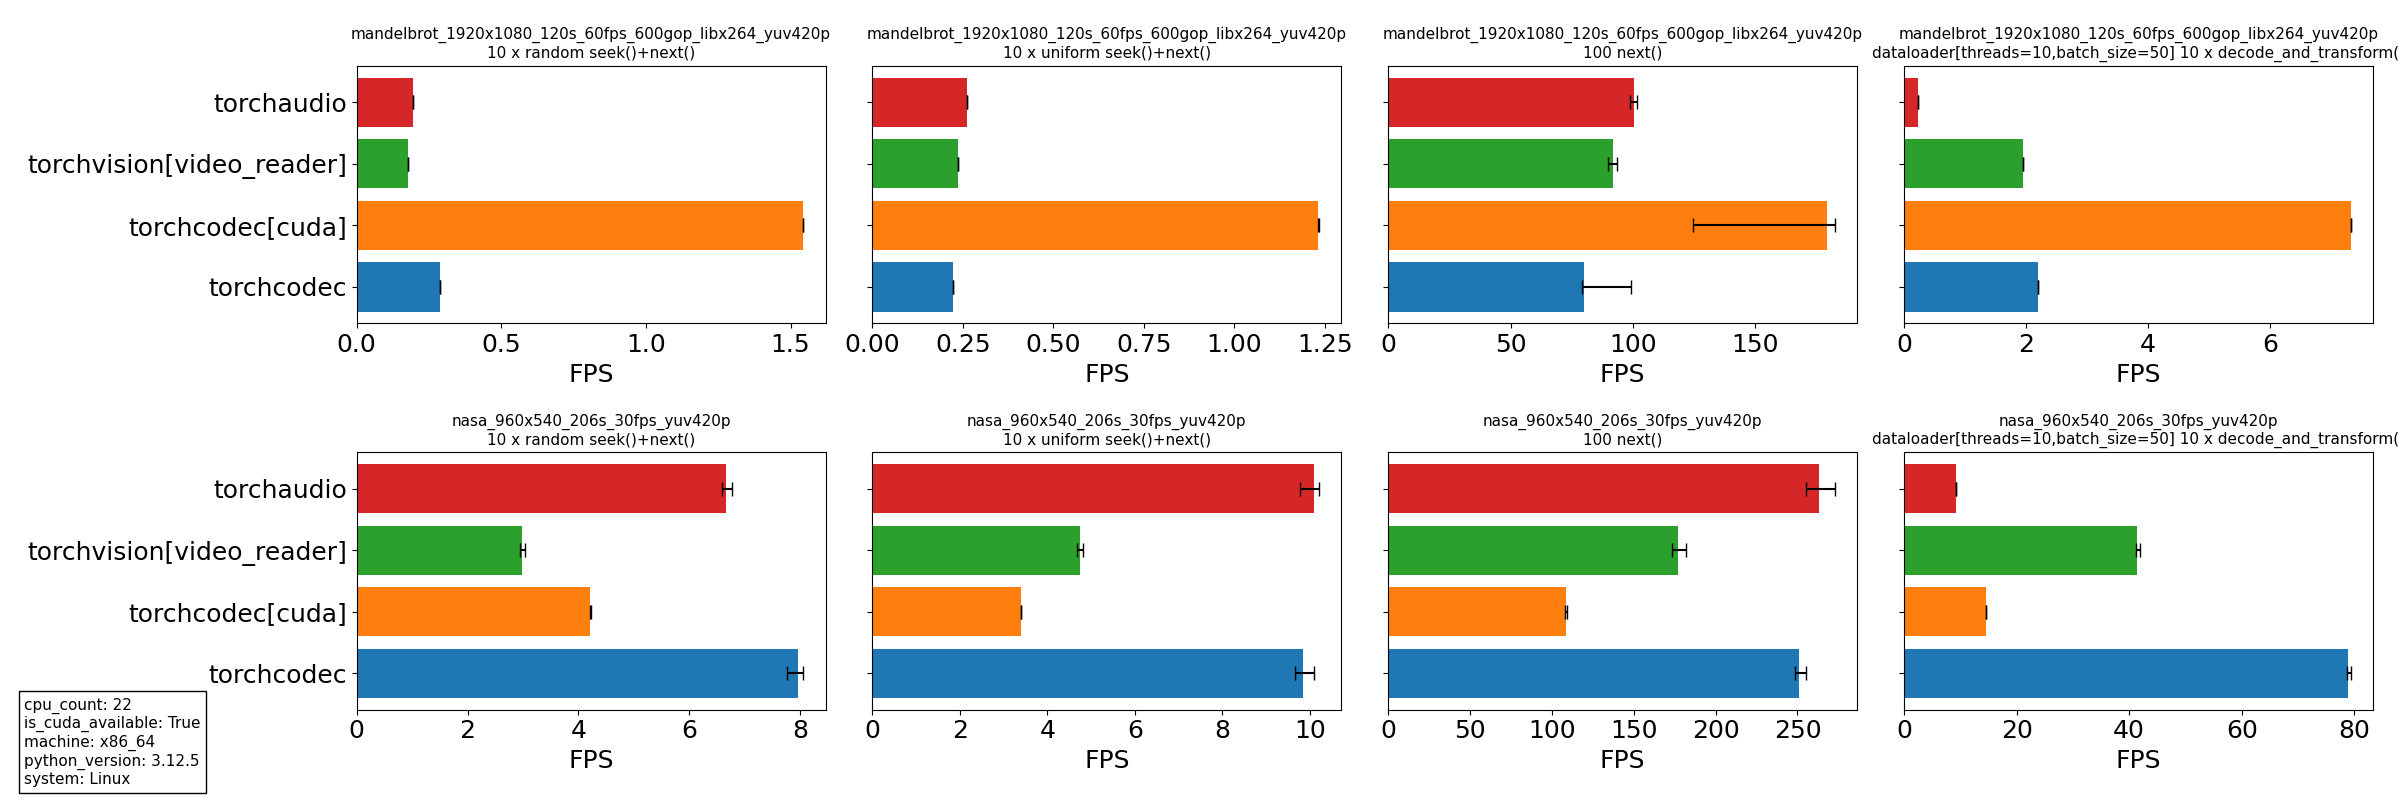 mandelbrot_1920x1080_120s_60fps_600gop_libx264_yuv420p
10 x random seek()+next()
mandelbrot_1920x1080_120s_60fps_600gop_libx264_yuv420p
10 x uniform seek()+next()
mandelbrot_1920x1080_120s_60fps_600gop_libx264_yuv420p
100 next()
mandelbrot_1920x1080_120s_60fps_600gop_libx264_yuv420p
dataloader[threads=10,batch_size=50] 10 x decode_and_transform(
torchaudio
torchvision[video_reader]
torchcodec[cuda]
torchcodec
0.0 0.5 1.0 1.5
FPS
0.00 0.25 0.50 0.75 1.00 1.25
FPS
0 50 100 150
FPS
0 2 4 6
FPS
nasa_960x540_206s_30fps_yuv420p
10 x random seek()+next()
nasa_960x540_206s_30fps_yuv420p
10 x uniform seek()+next()
nasa_960x540_206s_30fps_yuv420p
100 next()
nasa_960x540_206s_30fps_yuv420p
dataloader[threads=10,batch_size=50] 10 x decode_and_transform(
torchaudio
torchvision[video_reader]
torchcodec[cuda]
torchcodec
0 2 4 6 8
FPS
0 2 4 6 8 10
FPS
0 50 100 150 200 250
FPS
0 20 40 60 80
FPS
cpu_count: 22
is_cuda_available: True
machine: x86_64
python_version: 3.12.5
system: Linux